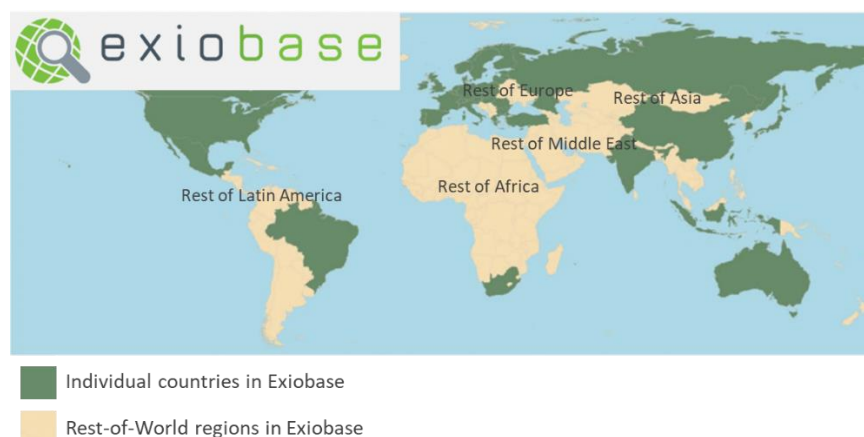 exiobase
Rest of Europe
Rest of Asia
Rest of Middle East
Rest of Africa
Rest of Latin America
Individual countries in Exiobase
Rest-of-World regions in Exiobase